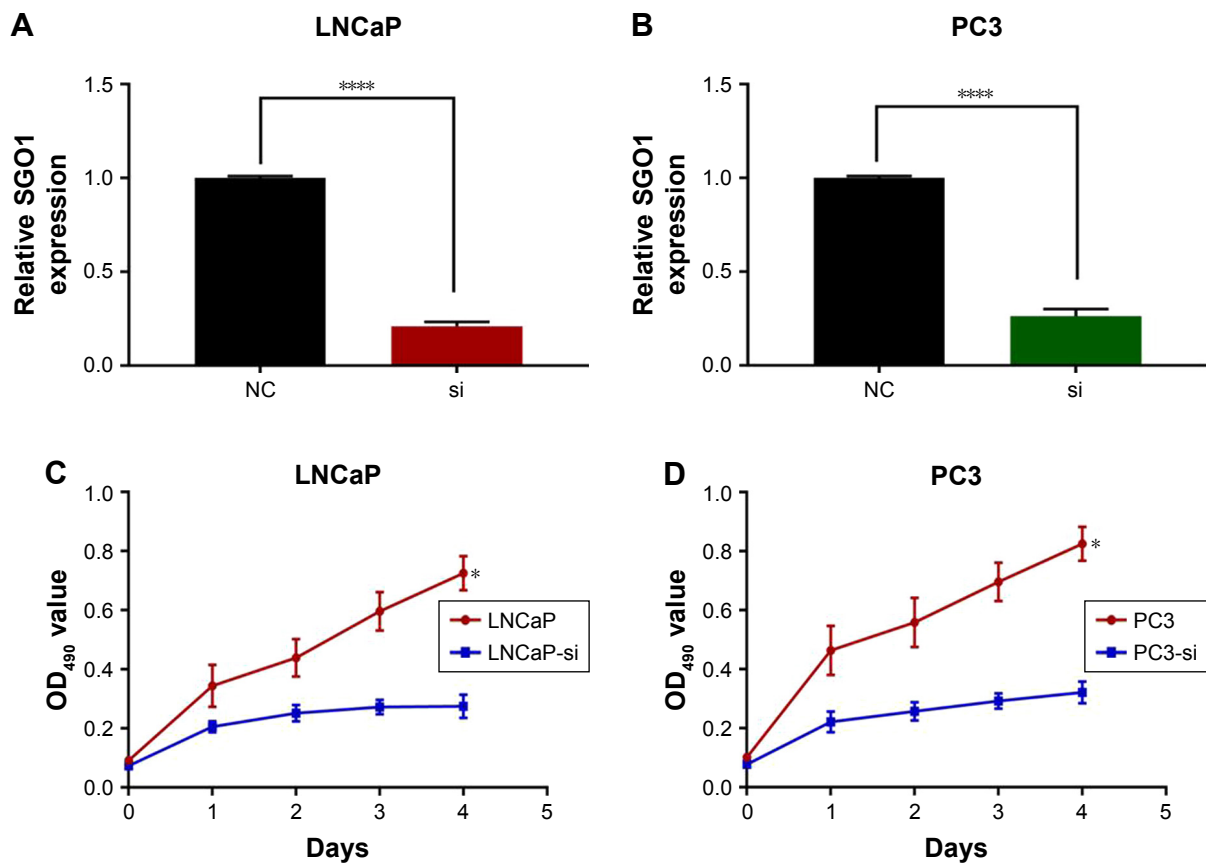 A
LNCaP
Relative SGO1
expression
1.5
1.0
0.5
0.0
****
NC
si
B
PC3
Relative SGO1
expression
1.5
1.0
0.5
0.0
****
NC
si
C
LNCaP
OD490 value
1.0
0.8
0.6
0.4
0.2
0.0
*
LNCaP
LNCaP-si
0 1 2 3 4 5
Days
D
PC3
OD490 value
1.0
0.8
0.6
0.4
0.2
0.0
*
PC3
PC3-si
0 1 2 3 4 5
Days